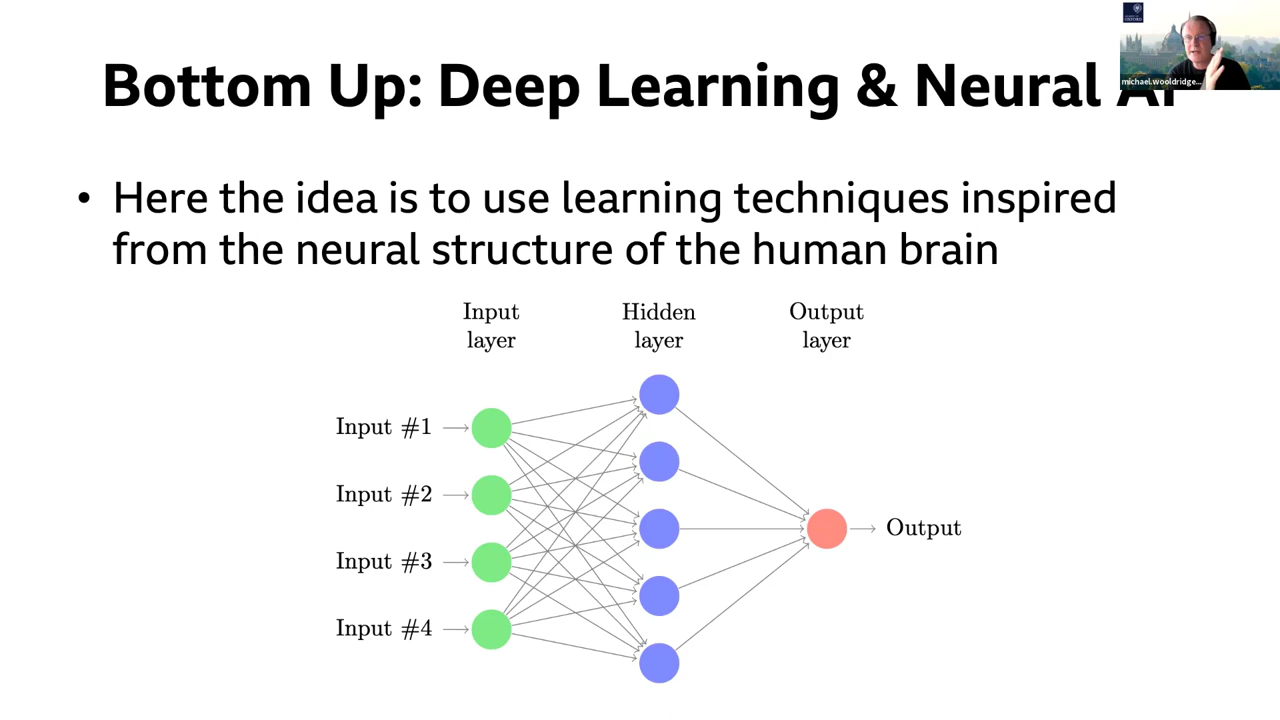 Bottom Up: Deep Learning & Neural AI
OXFORD
michael.wooldridge...
• Here the idea is to use learning techniques inspired
from the neural structure of the human brain
Input
layer
Hidden
layer
Output
layer
Input #1
Input #2
Input #3
Input #4
Output